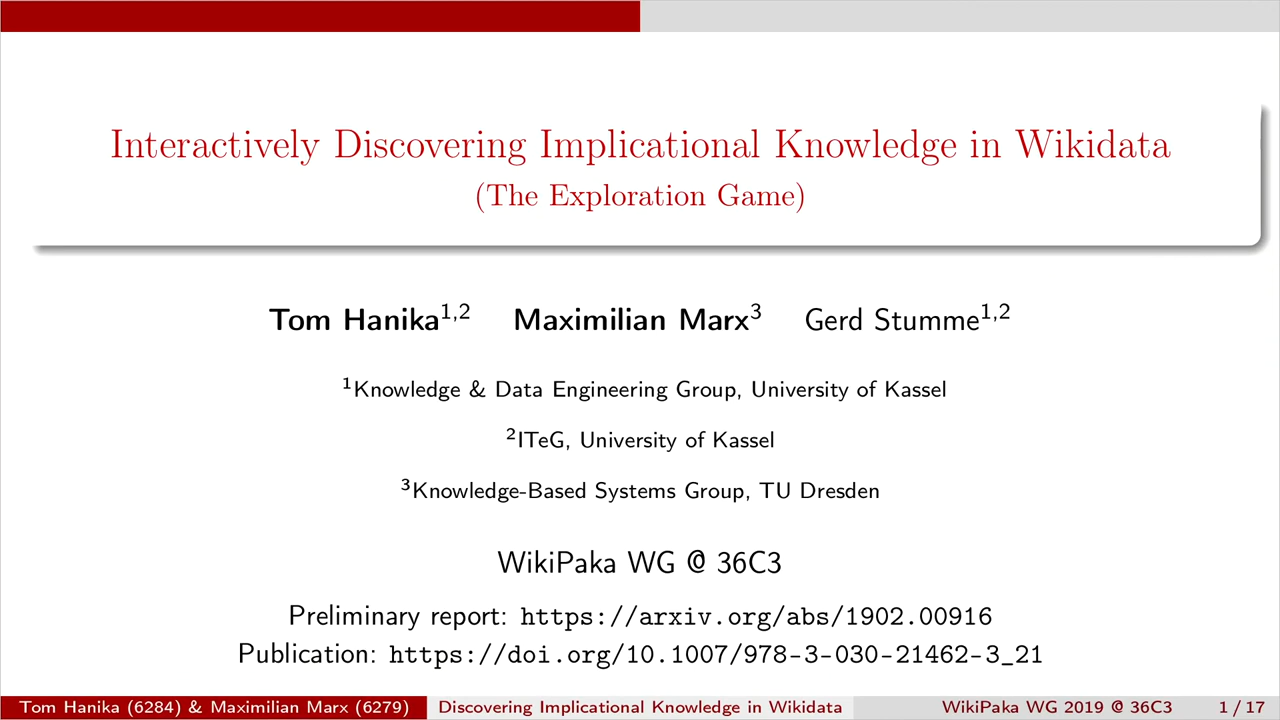 Interactively Discovering Implicational Knowledge in Wikidata
(The Exploration Game)
Tom Hanika1,2 Maximilian Marx3 Gerd Stumme1,2
1Knowledge & Data Engineering Group, University of Kassel
2ITeG, University of Kassel
3Knowledge-Based Systems Group, TU Dresden
WikiPaka WG @ 36C3
Preliminary report: https://arxiv.org/abs/1902.00916
Publication: https://doi.org/10.1007/978-3-030-21462-3_21
Tom Hanika (6284) & Maximilian Marx (6279) Discovering Implicational Knowledge in Wikidata WikiPaka WG 2019 @ 36C3 1 / 17